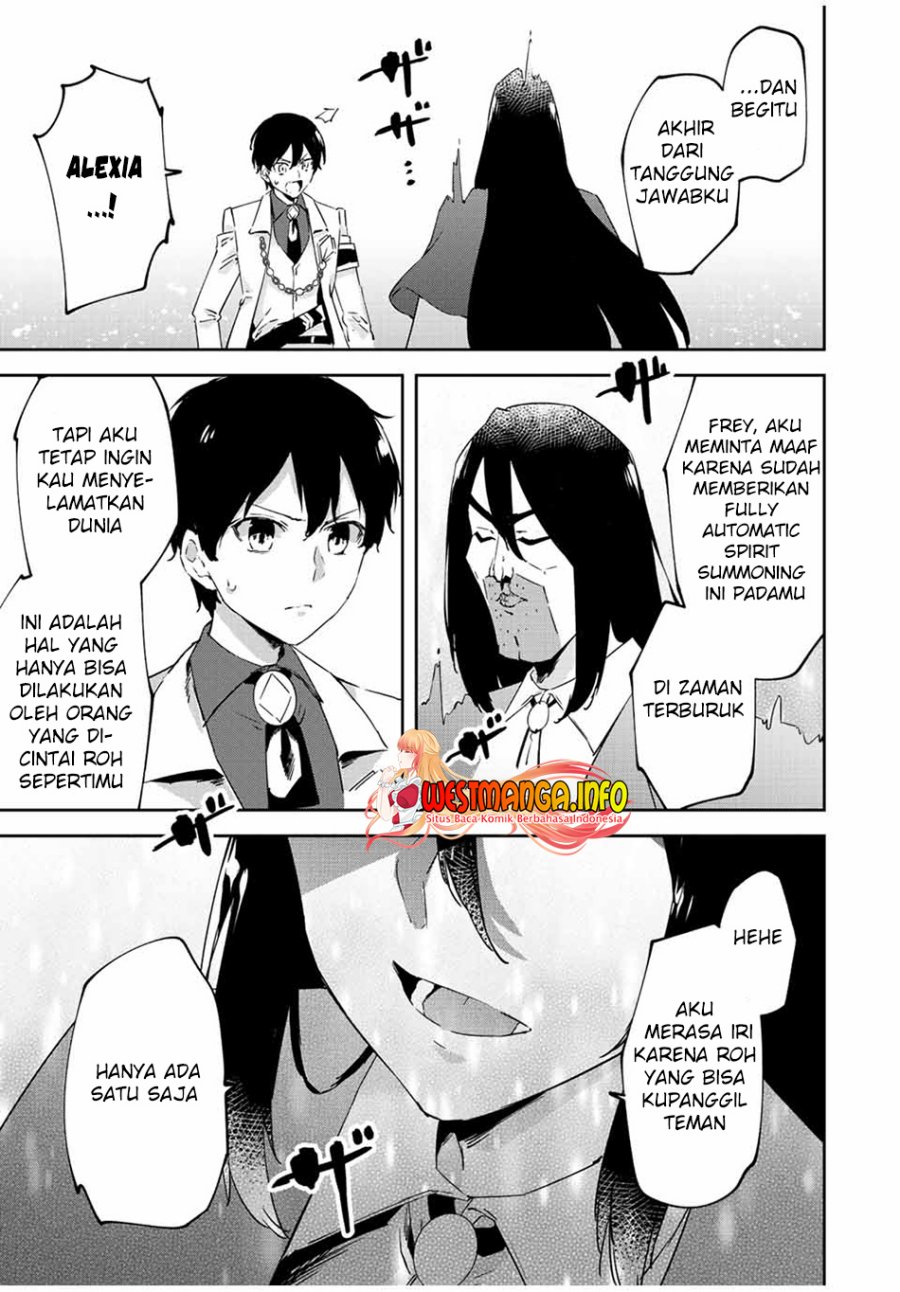 ...DAN
BEGITU
AKHIR
DARI
TANGGUNG
JAWABKU
ザ"
ザ"
ALEXIA
...!
FREY, AKU
MEMINTA MAAF
KARENA SUDAH
MEMBERIKAN
FULLY
AUTOMATIC
SPIRIT
SUMMONING
INI PADAMU
DI ZAMAN
TERBURUK
TAPI AKU
TETAP INGIN
KAU MENYE-
LAMATKAN
DUNIA
INI ADALAH
HAL YANG
HANYA BISA
DILAKUKAN
OLEH ORANG
YANG DI-
CINTAI ROH
SEPERTIMU
WESTMANGA.INFO
Situs Baca Komik Berbahasa Indonesia
HEHE
AKU
MERASA IRI
KARENA ROH
YANG BISA
KUPANGGIL
TEMAN
HANYA ADA
SATU SAJA